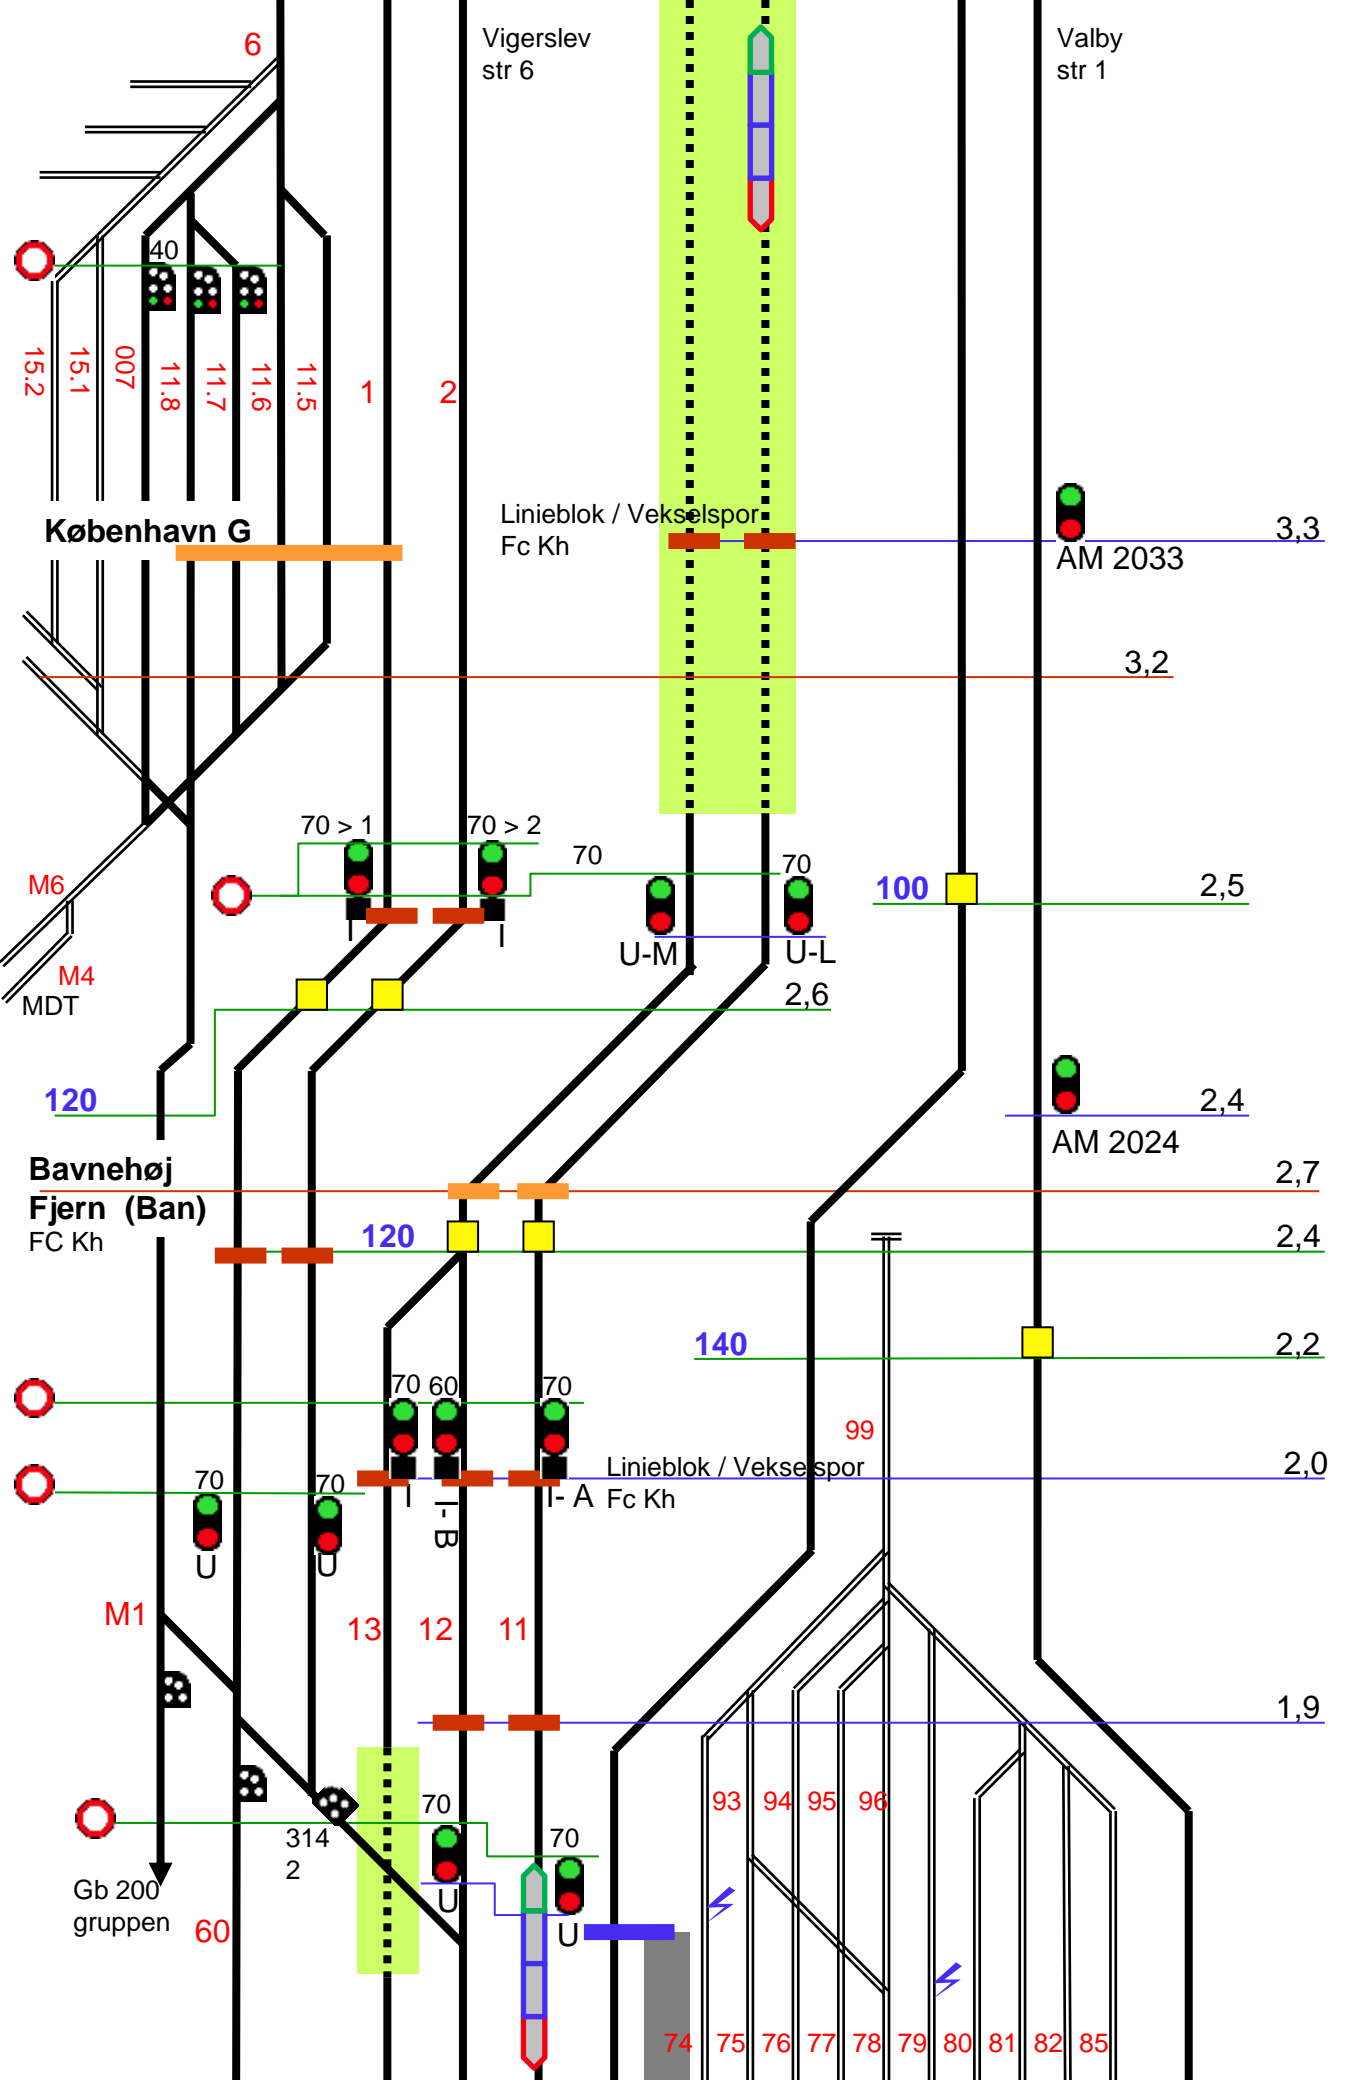 6
Vigerslev
str 6
Valby
str 1
40
15.2
15.1
007
11.8
11.7
11.6
11.5
1
2
København G
Linieblok / Vekselspor
Fc Kh
3,3
AM 2033
3,2
70 > 1
70 > 2
70
70
M6
100
2,5
I
I
U-M
U-L
M4
MDT
2,6
120
2,4
AM 2024
Bavnehøj
Fjern (Ban)
FC Kh
2,7
120
2,4
140
2,2
70
60
70
99
Linieblok / Vekselspor
Fc Kh
2,0
70
70
I
I- B
I- A
U
U
M1
13
12
11
1,9
93
94
95
96
70
314
2
70
Gb 200
gruppen
U
U
60
74
75
76
77
78
79
80
81
82
85